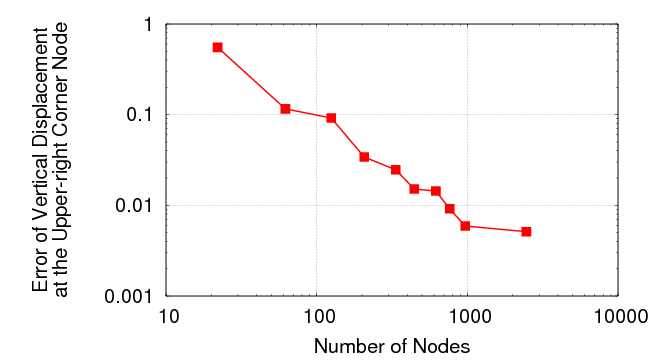 Error of Vertical Displacement
at the Upper-right Corner Node
1
0.1
0.01
0.001
10 100 1000 10000
Number of Nodes